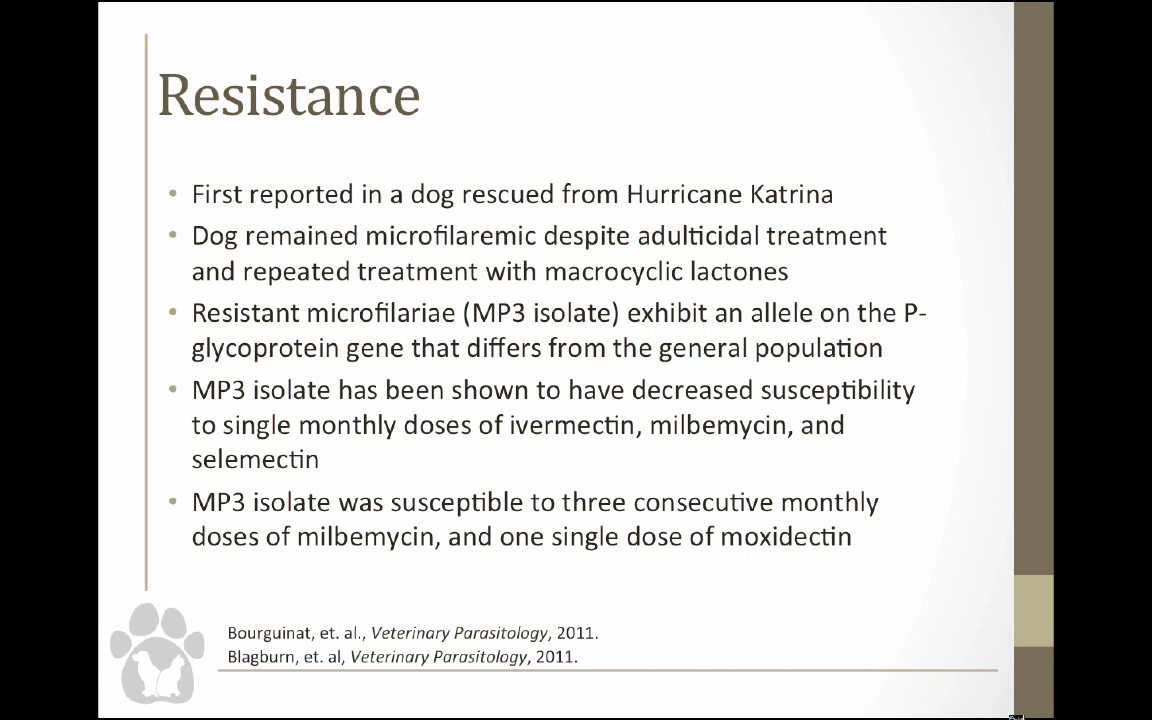 Resistance
• First reported in a dog rescued from Hurricane Katrina
• Dog remained microfilaremic despite adulticidal treatment
and repeated treatment with macrocyclic lactones
• Resistant microfilariae (MP3 isolate) exhibit an allele on the P-
glycoprotein gene that differs from the general population
• MP3 isolate has been shown to have decreased susceptibility
to single monthly doses of ivermectin, milbemycin, and
selemectin
• MP3 isolate was susceptible to three consecutive monthly
doses of milbemycin, and one single dose of moxidectin
Bourguinat, et. al., Veterinary Parasitology, 2011.
Blagburn, et. al, Veterinary Parasitology, 2011.